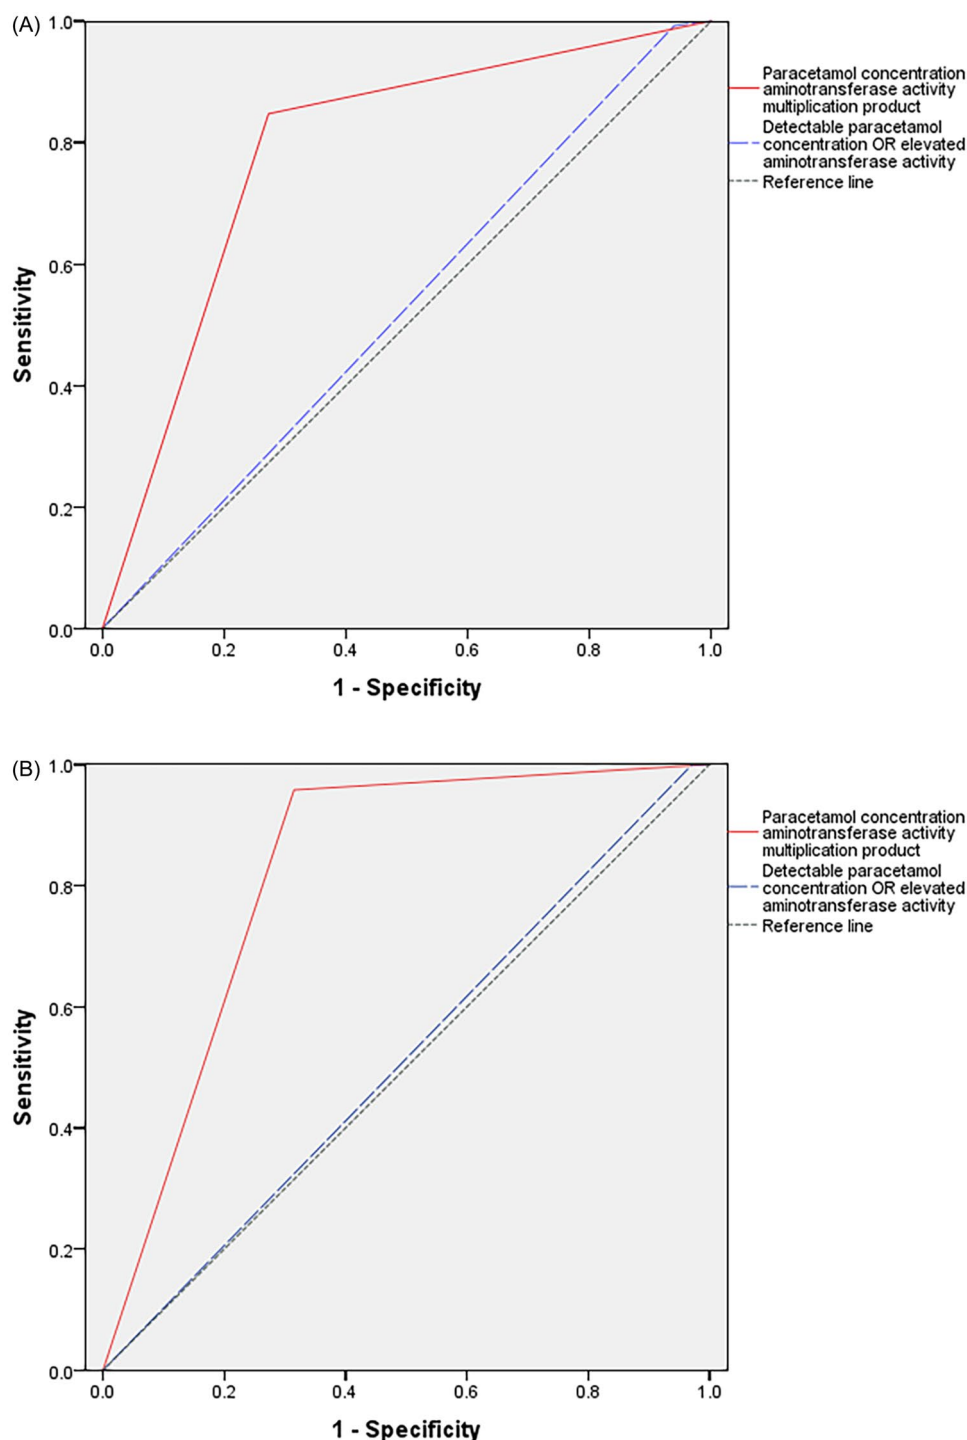 (A)
1.0
0.8
0.6
0.4
0.2
0.0
Sensitivity
0.0 0.2 0.4 0.6 0.8 1.0
1 - Specificity
Paracetamol concentration
aminotransferase activity
multiplication product
Detectable paracetamol
concentration OR elevated
aminotransferase activity
Reference line
(B)
1.0
0.8
0.6
0.4
0.2
0.0
Sensitivity
0.0 0.2 0.4 0.6 0.8 1.0
1 - Specificity
Paracetamol concentration
aminotransferase activity
multiplication product
Detectable paracetamol
concentration OR elevated
aminotransferase activity
Reference line